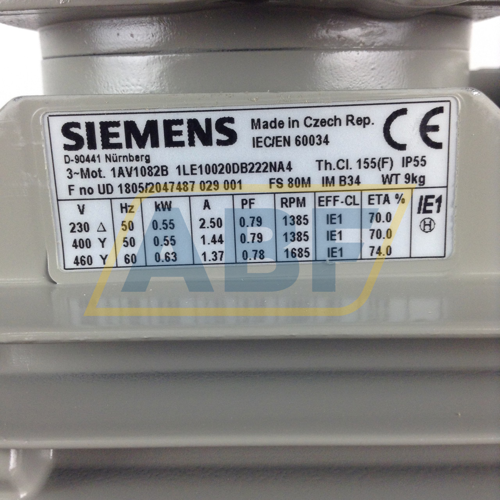 SIEMENS
Made in Czech Rep.
IEC/EN 60034
CE
D-90441 Nürnberg
3~Mot. 1AV1082B 1LE10020DB222NA4 Th.Cl. 155(F) IP55
F no UD 1805/2047487 029 001 FS 80M IM B34 WT 9kg
V Hz kW A PF RPM EFF-CL ETA % IE1
230 Δ 50 0.55 2.50 0.79 1385 IE1 70.0 H
400 Y 50 0.55 1.44 0.79 1385 IE1 70.0
460 Y 60 0.63 1.37 0.78 1685 IE1 74.0
ABF